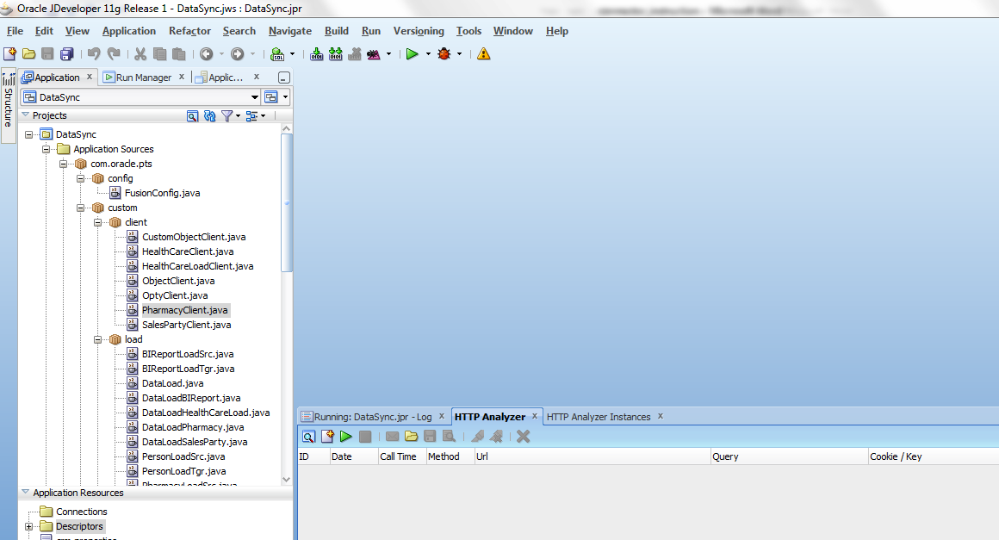 Oracle JDeveloper 11g Release 1 - DataSync.jws : DataSync.jpr
File Edit View Application Refactor Search Navigate Build Run Versioning Tools Window Help
Structure
Application Run Manager Applic...
DataSync
Projects
DataSync
Application Sources
com.oracle.pts
config
FusionConfig.java
custom
client
CustomObjectClient.java
HealthCareClient.java
HealthCareLoadClient.java
ObjectClient.java
OptyClient.java
PharmacyClient.java
SalesPartyClient.java
load
BIReportLoadSrc.java
BIReportLoadTgr.java
DataLoad.java
DataLoadBIReport.java
DataLoadHealthCareLoad.java
DataLoadPharmacy.java
DataLoadSalesParty.java
PersonLoadSrc.java
PersonLoadTgr.java
PharmacyLoadSrc.java
Application Resources
Connections
Descriptors
Running: DataSync.jpr - Log HTTP Analyzer HTTP Analyzer Instances
ID Date Call Time Method Url Query Cookie / Key